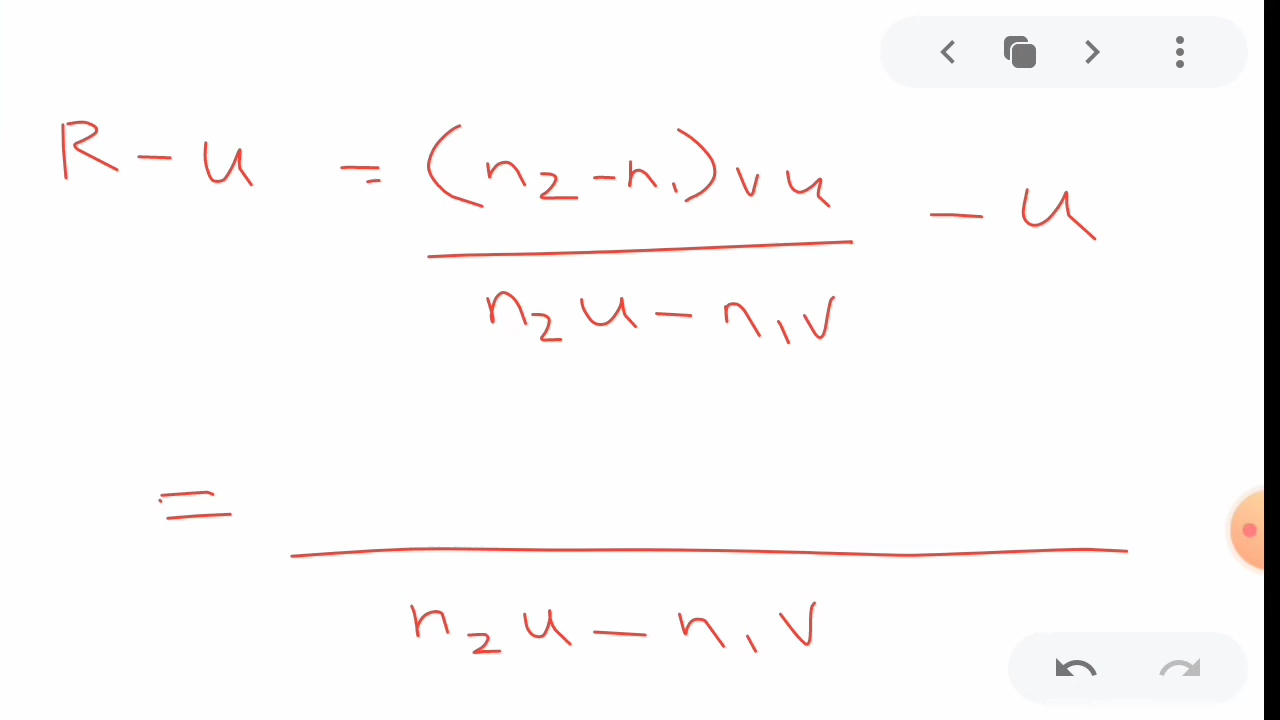 R - u = (n₂ - n₁) v u / n₂ u - n₁ v - u
= / n₂ u - n₁ v